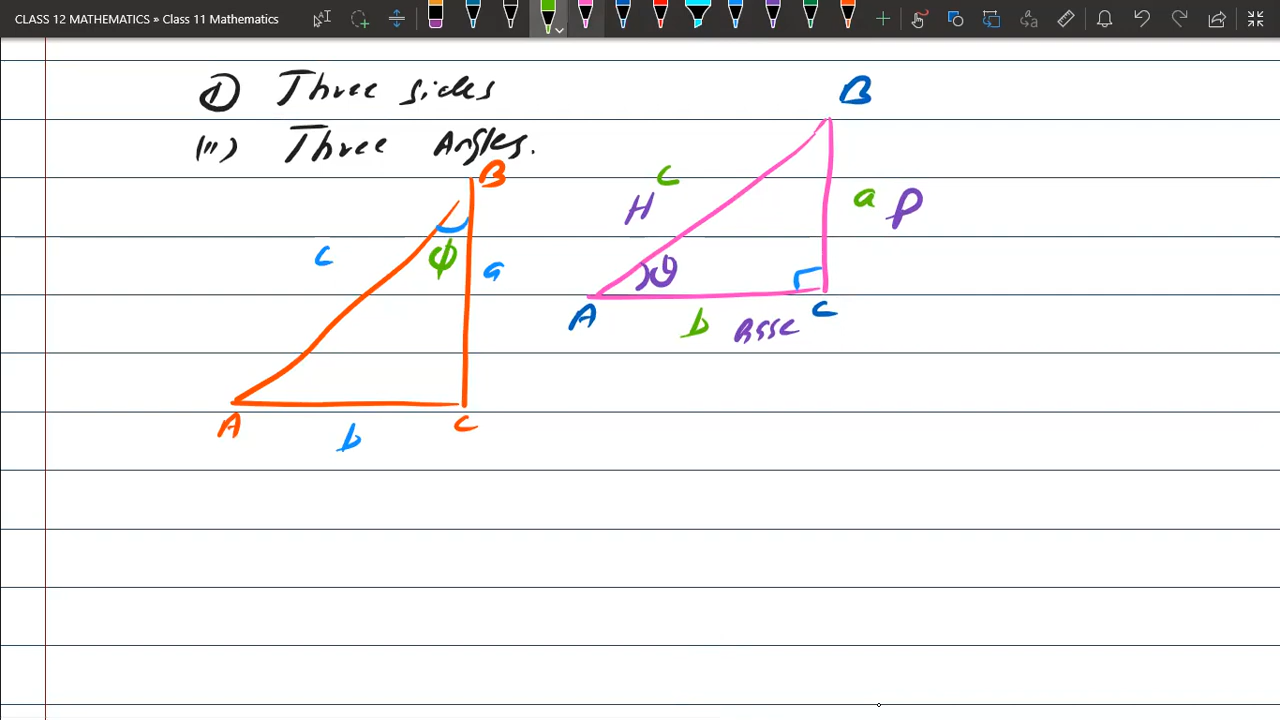 CLASS 12 MATHEMATICS » Class 11 Mathematics
(i) Three sides
(ii) Three Angles.
B
c
ψ
a
A
b
C
B
c
H
a P
θ
A
b Base
C